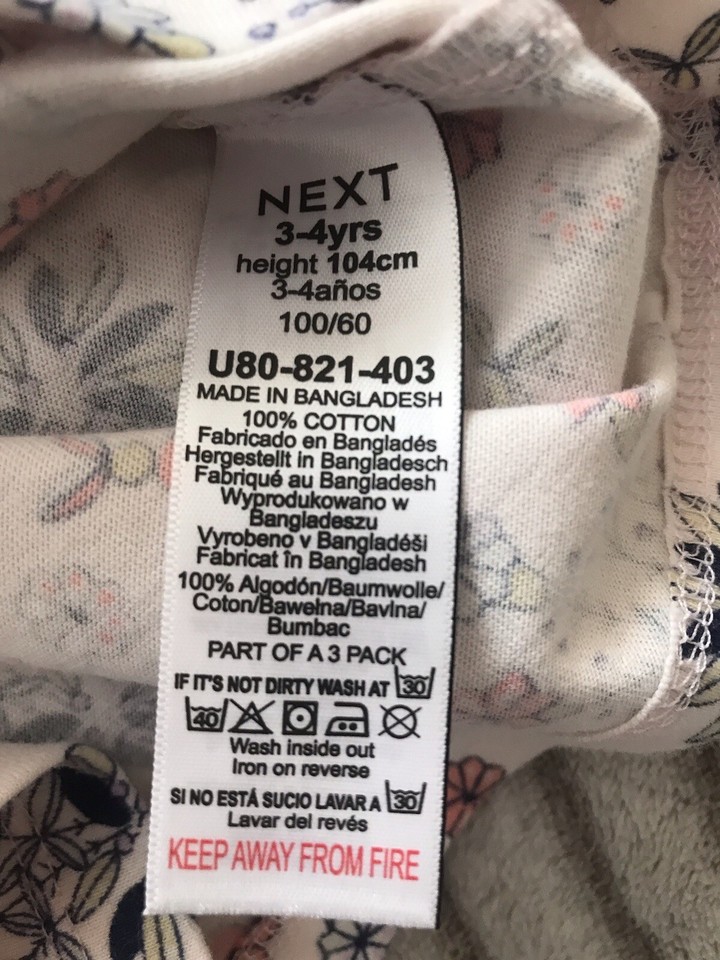 NEXT
3-4yrs
height 104cm
3-4años
100/60
U80-821-403
MADE IN BANGLADESH
100% COTTON
Fabricado en Bangladés
Hergestellt in Bangladesch
Fabriqué au Bangladesh
Wyprodukowano w
Bangladeszu
Vyrobeno v Bangladéši
Fabricat în Bangladesh
100% Algodón/Baumwolle/
Coton/Bawełna/Bavlna/
Bumbac
PART OF A 3 PACK
IF IT'S NOT DIRTY WASH AT 30
40
Wash inside out
Iron on reverse
SI NO ESTÁ SUCIO LAVAR A 30
Lavar del revés
KEEP AWAY FROM FIRE